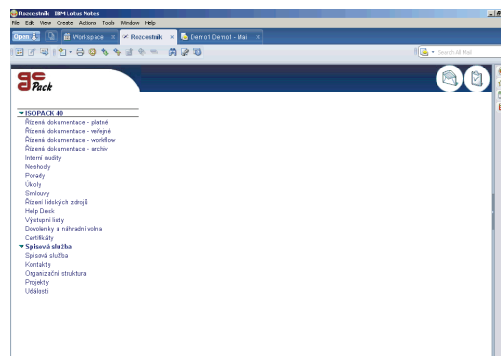 Rozcestník - IBM Lotus Notes
File Edit View Create Actions Tools Window Help
Open
Workspace
Rozcestník
Demo1 Demo1 - Mai
Search All Mail
gc
Pack
ISOPACK 40
Řízená dokumentace - platné
Řízená dokumentace - veřejné
Řízená dokumentace - workflow
Řízená dokumentace - archiv
Interní audity
Neshody
Porady
Úkoly
Smlouvy
Řízení lidských zdrojů
Help Desk
Výstupní listy
Dovolenky a náhradní volna
Certifikáty
Spisová služba
Spisová služba
Kontakty
Organizační struktura
Projekty
Události